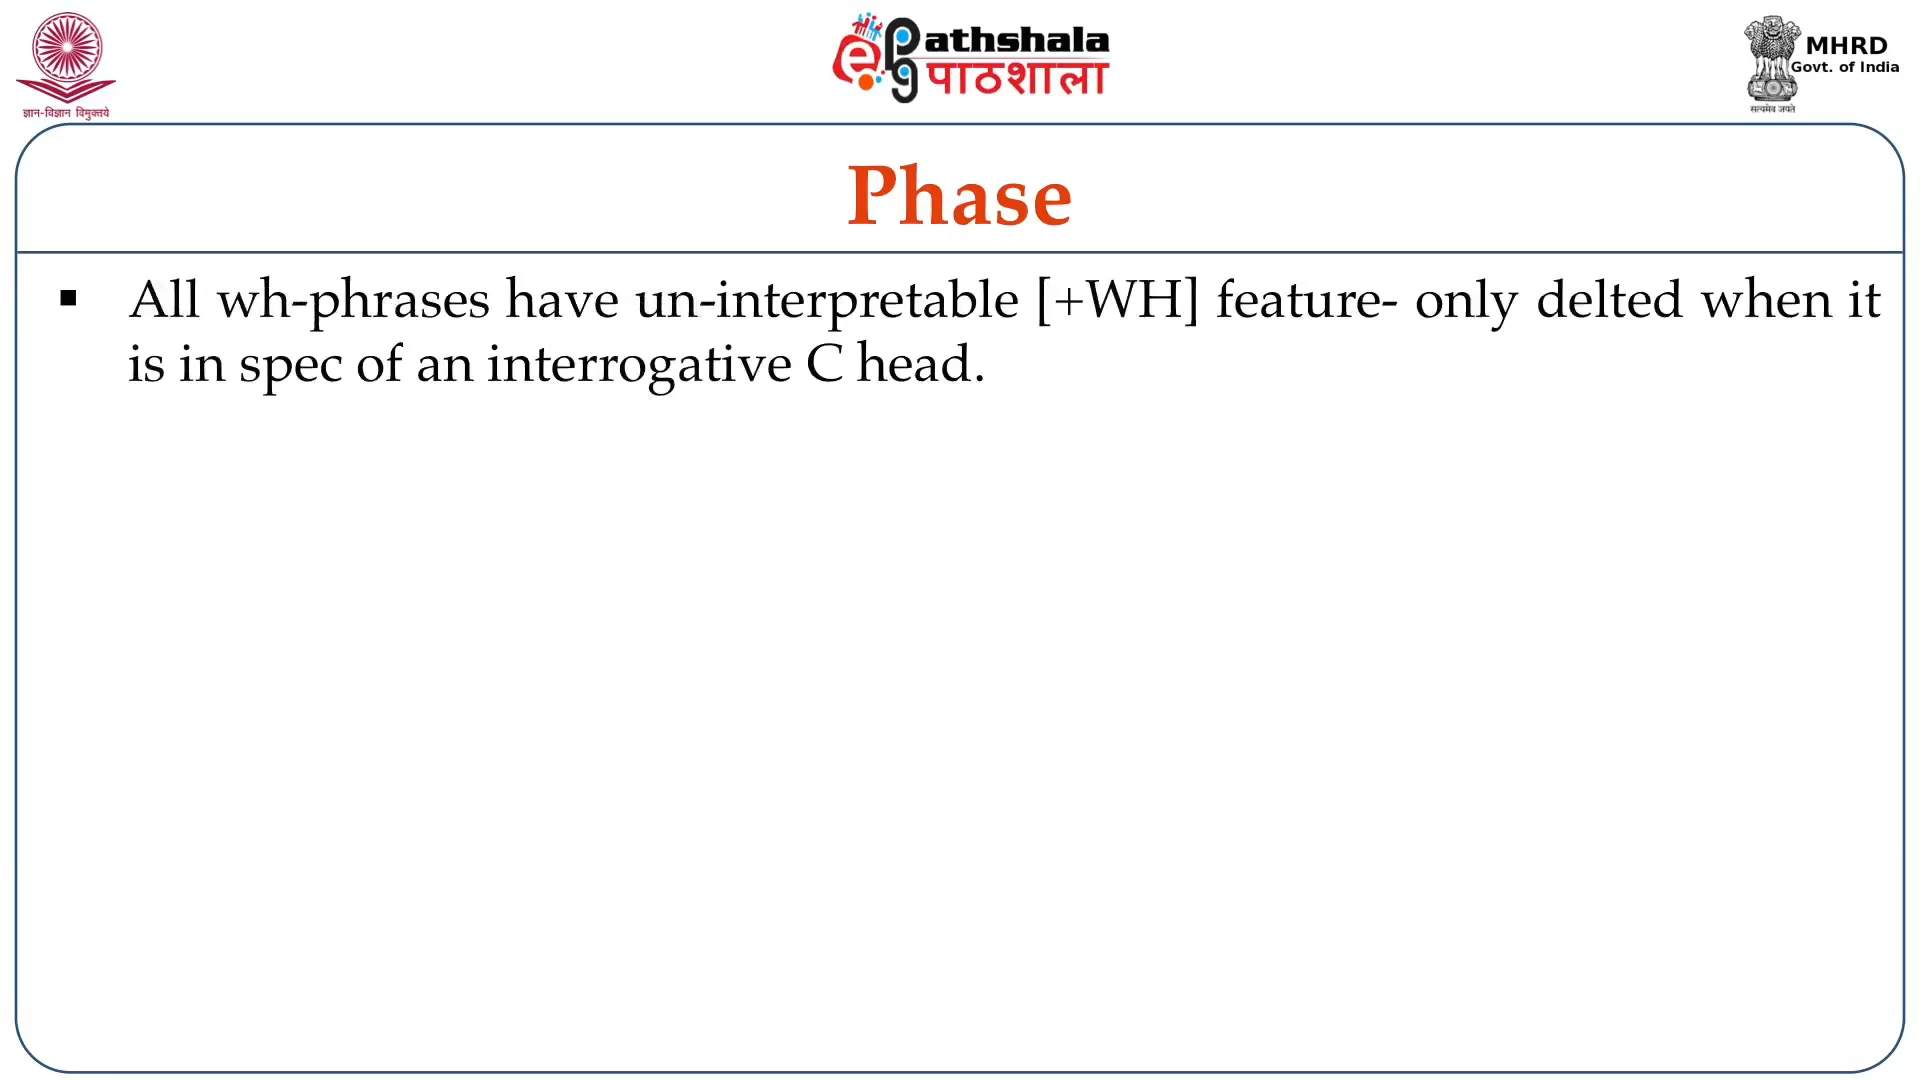 ज्ञान-विज्ञान विमुक्तये
ePathshala
पाठशाला
MHRD
Govt. of India
सत्यमेव जयते
Phase
▪ All wh-phrases have un-interpretable [+WH] feature- only delted when it
is in spec of an interrogative C head.